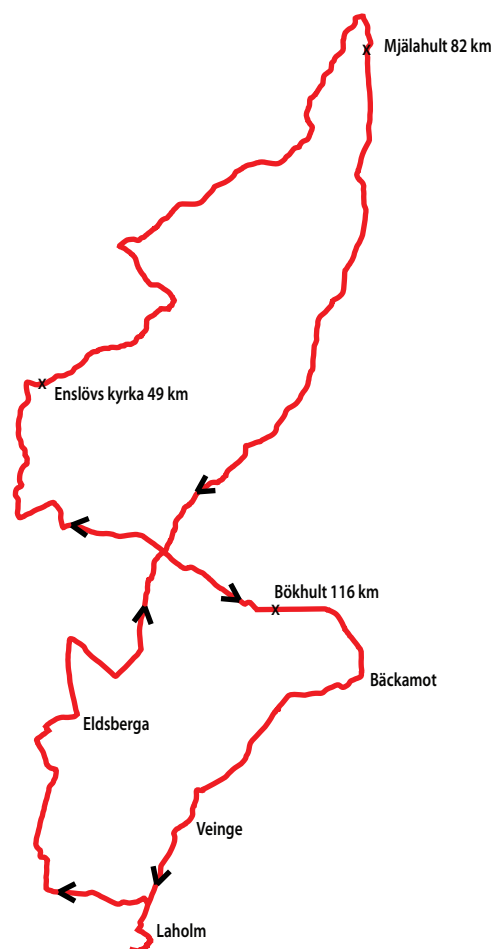 Mjälahult 82 km
Enslövs kyrka 49 km
Bökhult 116 km
Bäckamot
Eldsberga
Veinge
Laholm